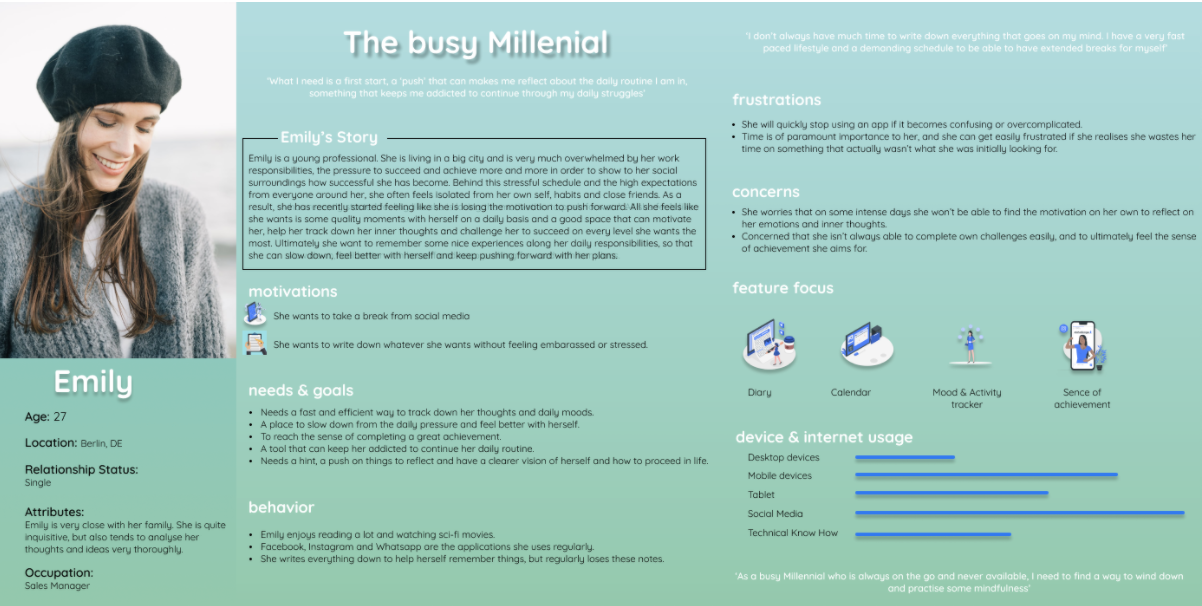 The busy Millenial
'What I need is a first start, a 'push' that can makes me reflect about the daily routine I am in,
something that keeps me addicted to continue through my daily struggles'
Emily's Story
Emily is a young professional. She is living in a big city and is very much overwhelmed by her work
responsibilities, the pressure to succeed and achieve more and more in order to show to her social
surroundings how successful she has become. Behind this stressful schedule and the high expectations
from everyone around her, she often feels isolated from her own self, habits and close friends. As a
result, she has recently started feeling like she is losing the motivation to push forward. All she feels like
she wants is some quality moments with herself on a daily basis and a good space that can motivate
her, help her track down her inner thoughts and challenge her to succeed on every level she wants the
most. Ultimately she want to remember some nice experiences along her daily responsibilities, so that
she can slow down, feel better with herself and keep pushing forward with her plans.
motivations
She wants to take a break from social media
She wants to write down whatever she wants without feeling embarassed or stressed.
needs & goals
• Needs a fast and efficient way to track down her thoughts and daily moods.
• A place to slow down from the daily pressure and feel better with herself.
• To reach the sense of completing a great achievement.
• A tool that can keep her addicted to continue her daily routine.
• Needs a hint, a push on things to reflect and have a clearer vision of herself and how to proceed in life.
behavior
• Emily enjoys reading a lot and watching sci-fi movies.
• Facebook, Instagram and Whatsapp are the applications she uses regularly.
• She writes everything down to help herself remember things, but regularly loses these notes.
Emily
Age: 27
Location: Berlin, DE
Relationship Status:
Single
Attributes:
Emily is very close with her family. She is quite
inquisitive, but also tends to analyse her
thoughts and ideas very thoroughly.
Occupation:
Sales Manager
'I don't always have much time to write down everything that goes on my mind. I have a very fast
paced lifestyle and a demanding schedule to be able to have extended breaks for myself'
frustrations
• She will quickly stop using an app if it becomes confusing or overcomplicated.
• Time is of paramount importance to her, and she can get easily frustrated if she realises she wastes her
time on something that actually wasn't what she was initially looking for.
concerns
• She worries that on some intense days she won't be able to find the motivation on her own to reflect on
her emotions and inner thoughts.
• Concerned that she isn't always able to complete own challenges easily, and to ultimately feel the sense
of achievement she aims for.
feature focus
Diary
Calendar
Mood & Activity
tracker
Sence of
achievement
device & internet usage
Desktop devices
Mobile devices
Tablet
Social Media
Technical Know How
'As a busy Millennial who is always on the go and never available, I need to find a way to wind down
and practise some mindfulness'